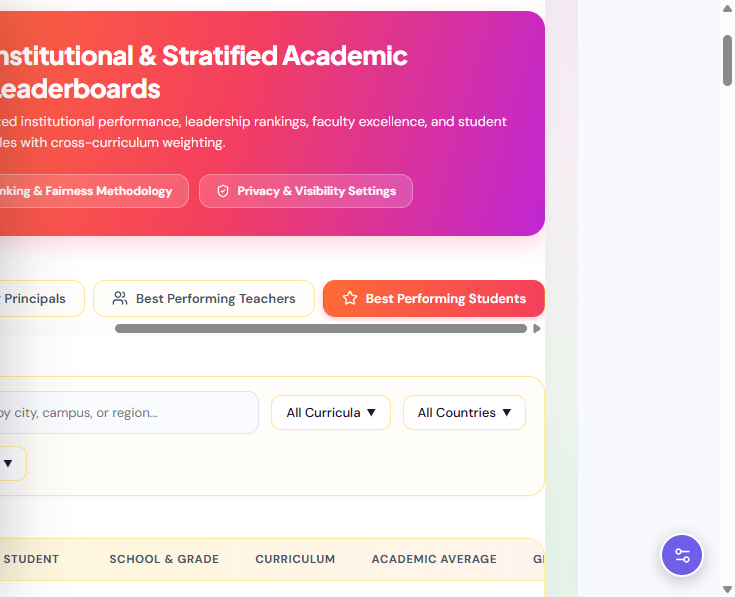 nstitutional & Stratified Academic
eaderboards
ed institutional performance, leadership rankings, faculty excellence, and student
les with cross-curriculum weighting.
nking & Fairness Methodology
Privacy & Visibility Settings
Principals
Best Performing Teachers
Best Performing Students
by city, campus, or region...
All Curricula ▼
All Countries ▼
▼
STUDENT SCHOOL & GRADE CURRICULUM ACADEMIC AVERAGE